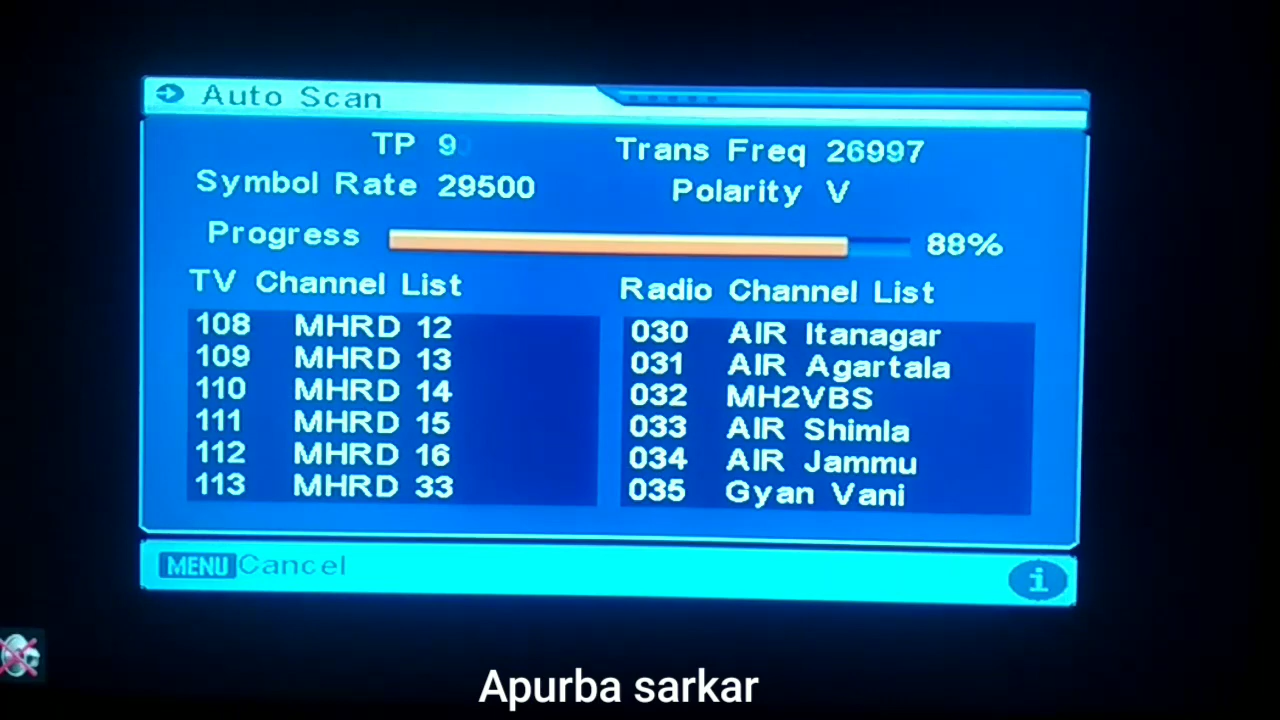 Auto Scan
TP 9
Trans Freq 26997
Symbol Rate 29500
Polarity V
Progress
88%
TV Channel List
108 MHRD 12
109 MHRD 13
110 MHRD 14
111 MHRD 15
112 MHRD 16
113 MHRD 33
Radio Channel List
030 AIR Itanagar
031 AIR Agartala
032 MH2VBS
033 AIR Shimla
034 AIR Jammu
035 Gyan Vani
MENU Cancel
i
Apurba sarkar